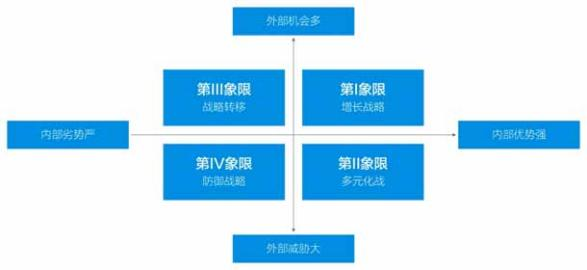 外部机会多
第III象限
战略转移
第I象限
增长战略
内部劣势严
内部优势强
第IV象限
防御战略
第II象限
多元化战
外部威胁大